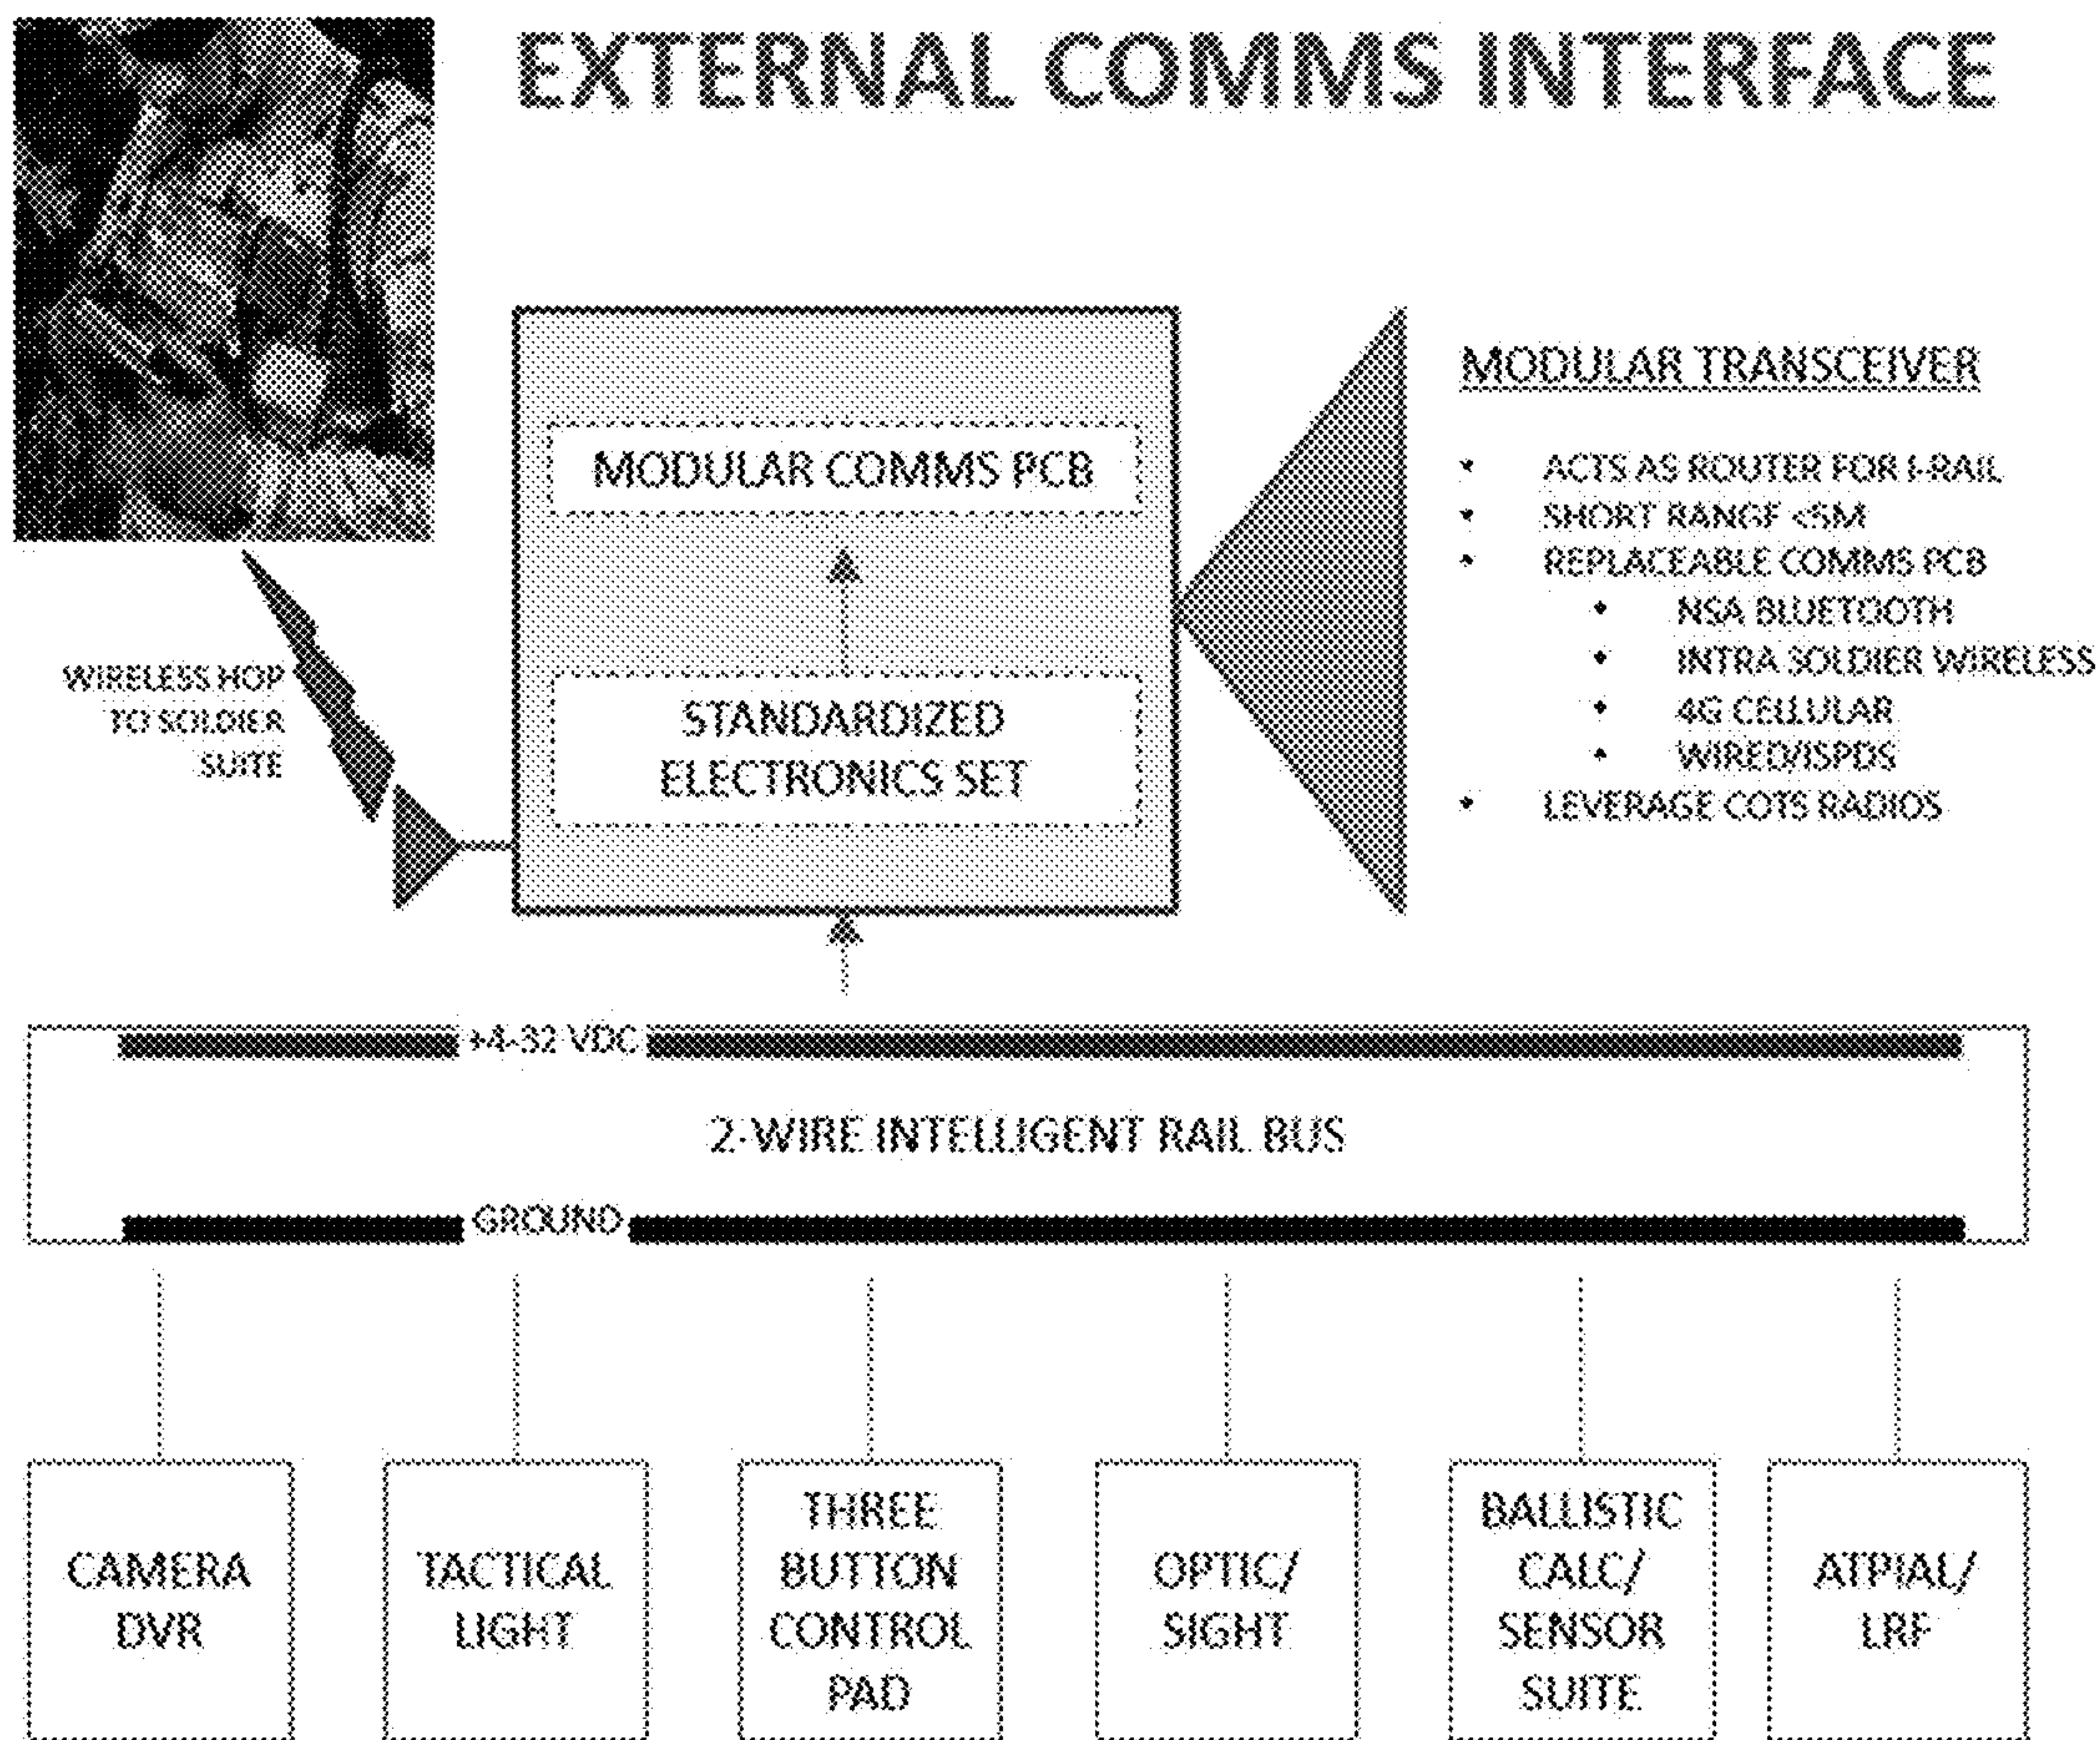 EXTERNAL COMMS INTERFACE
MODULAR COMMS PCB
STANDARDIZED
ELECTRONICS SET
WIRELESS HOP
TO SOLDIER
SUITE
MODULAR TRANSCEIVER
ACTS AS ROUTER FOR I-RAIL
SHORT RANGE <5M
REPLACEABLE COMMS PCB
NSA BLUETOOTH
INTRA SOLDIER WIRELESS
4G CELLULAR
WIRED/ISPDS
LEVERAGE COTS RADIOS
+4-32 VDC
2-WIRE INTELLIGENT RAIL BUS
GROUND
CAMERA
DVR
TACTICAL
LIGHT
THREE
BUTTON
CONTROL
PAD
OPTIC/
SIGHT
BALLISTIC
CALC/
SENSOR
SUITE
ATPIAL/
LRF